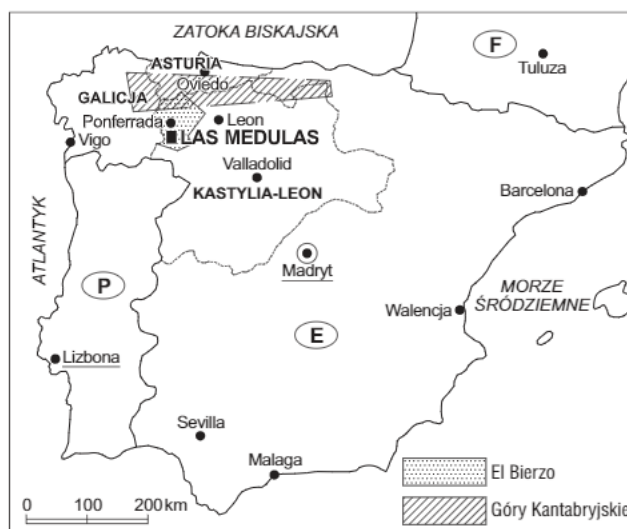 ZATOKA BISKAJSKA
F
Tuluza
ASTURIA
Oviedo
GALICJA
Ponferrada
Leon
LAS MEDULAS
Vigo
Valladolid
KASTYLIA-LEON
Barcelona
ATLANTYK
Madryt
P
MORZE
ŚRÓDZIEMNE
Walencja
E
Lizbona
Sevilla
Malaga
El Bierzo
Góry Kantabryjskie
0 100 200 km